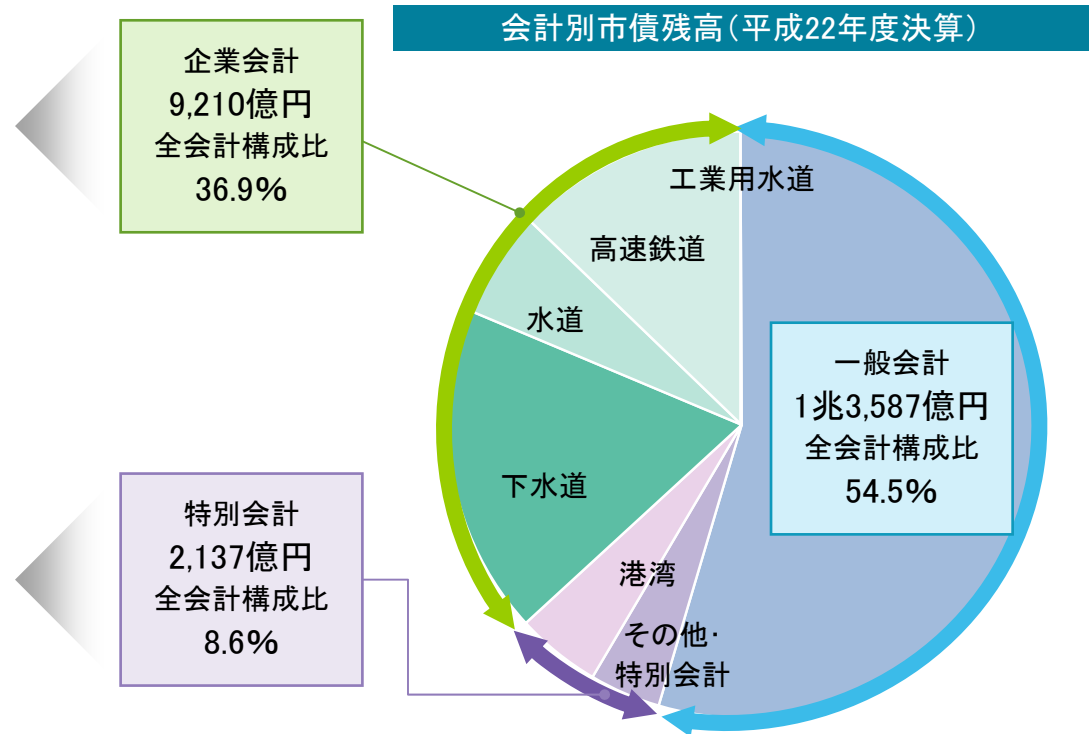 会計別市債残高（平成22年度決算）
企業会計
9,210億円
全会計構成比
36.9％
工業用水道
高速鉄道
水道
下水道
一般会計
1兆3,587億円
全会計構成比
54.5％
特別会計
2,137億円
全会計構成比
8.6％
港湾
その他・
特別会計